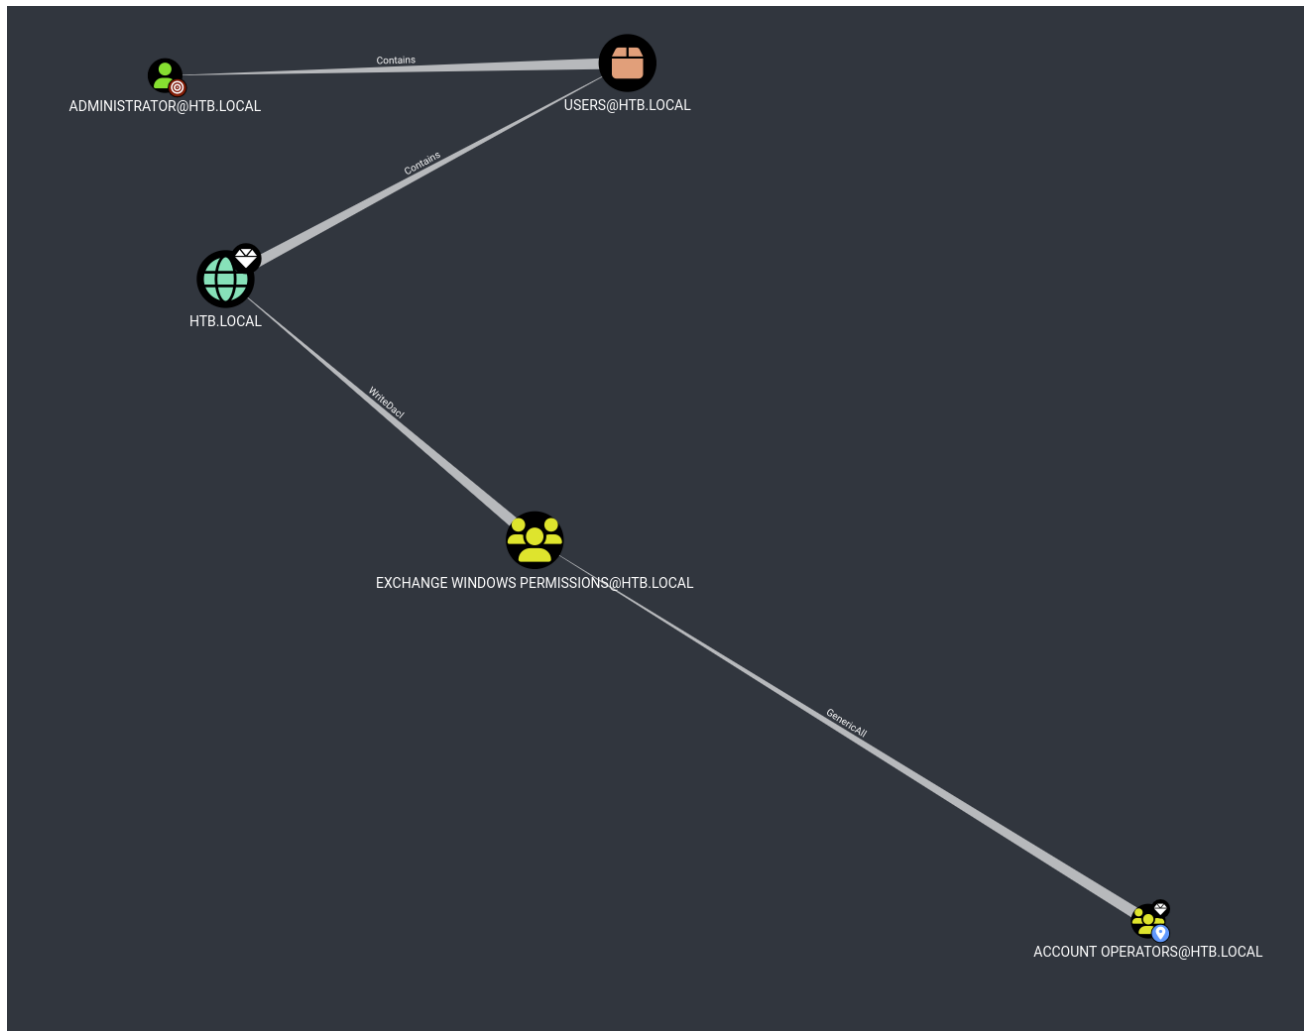 Contains
ADMINISTRATOR@HTB.LOCAL
USERS@HTB.LOCAL
Contains
HTB.LOCAL
WriteDacl
EXCHANGE WINDOWS PERMISSIONS@HTB.LOCAL
GenericAll
ACCOUNT OPERATORS@HTB.LOCAL